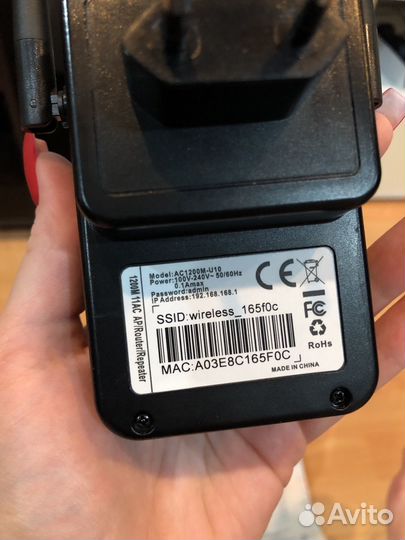 Model:AC1200M-U10
Power:100V-240V~ 50/60Hz
0.1Amax
Password:admin
IP Address:192.168.168.1
1200M 11AC AP/Router/Repeater
CE
FC
SSID:wireless_165f0c
RoHs
MAC:A03E8C165F0C
MADE IN CHINA
Avito